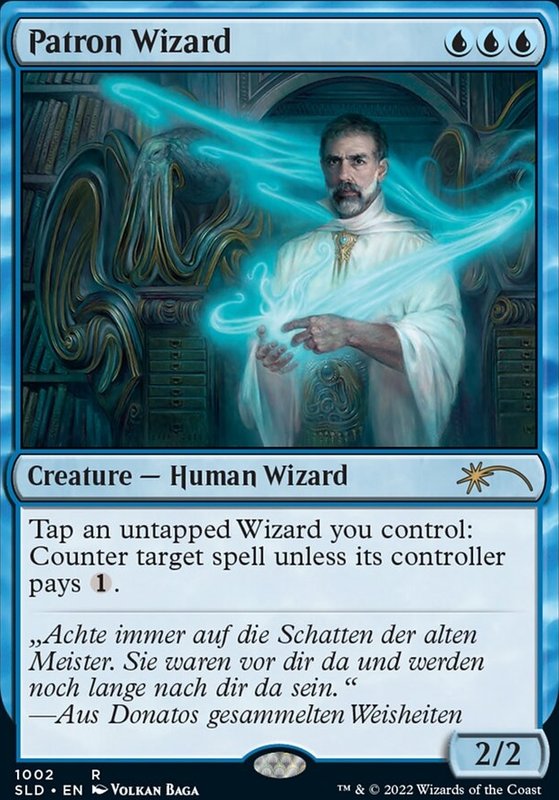 Patron Wizard
Creature — Human Wizard
Tap an untapped Wizard you control:
Counter target spell unless its controller
pays 1.
„Achte immer auf die Schatten der alten
Meister. Sie waren vor dir da und werden
noch lange nach dir da sein.“
—Aus Donatos gesammelten Weisheiten
2/2
1002 R
SLD • EN Volkan Baga
™ & © 2022 Wizards of the Coast